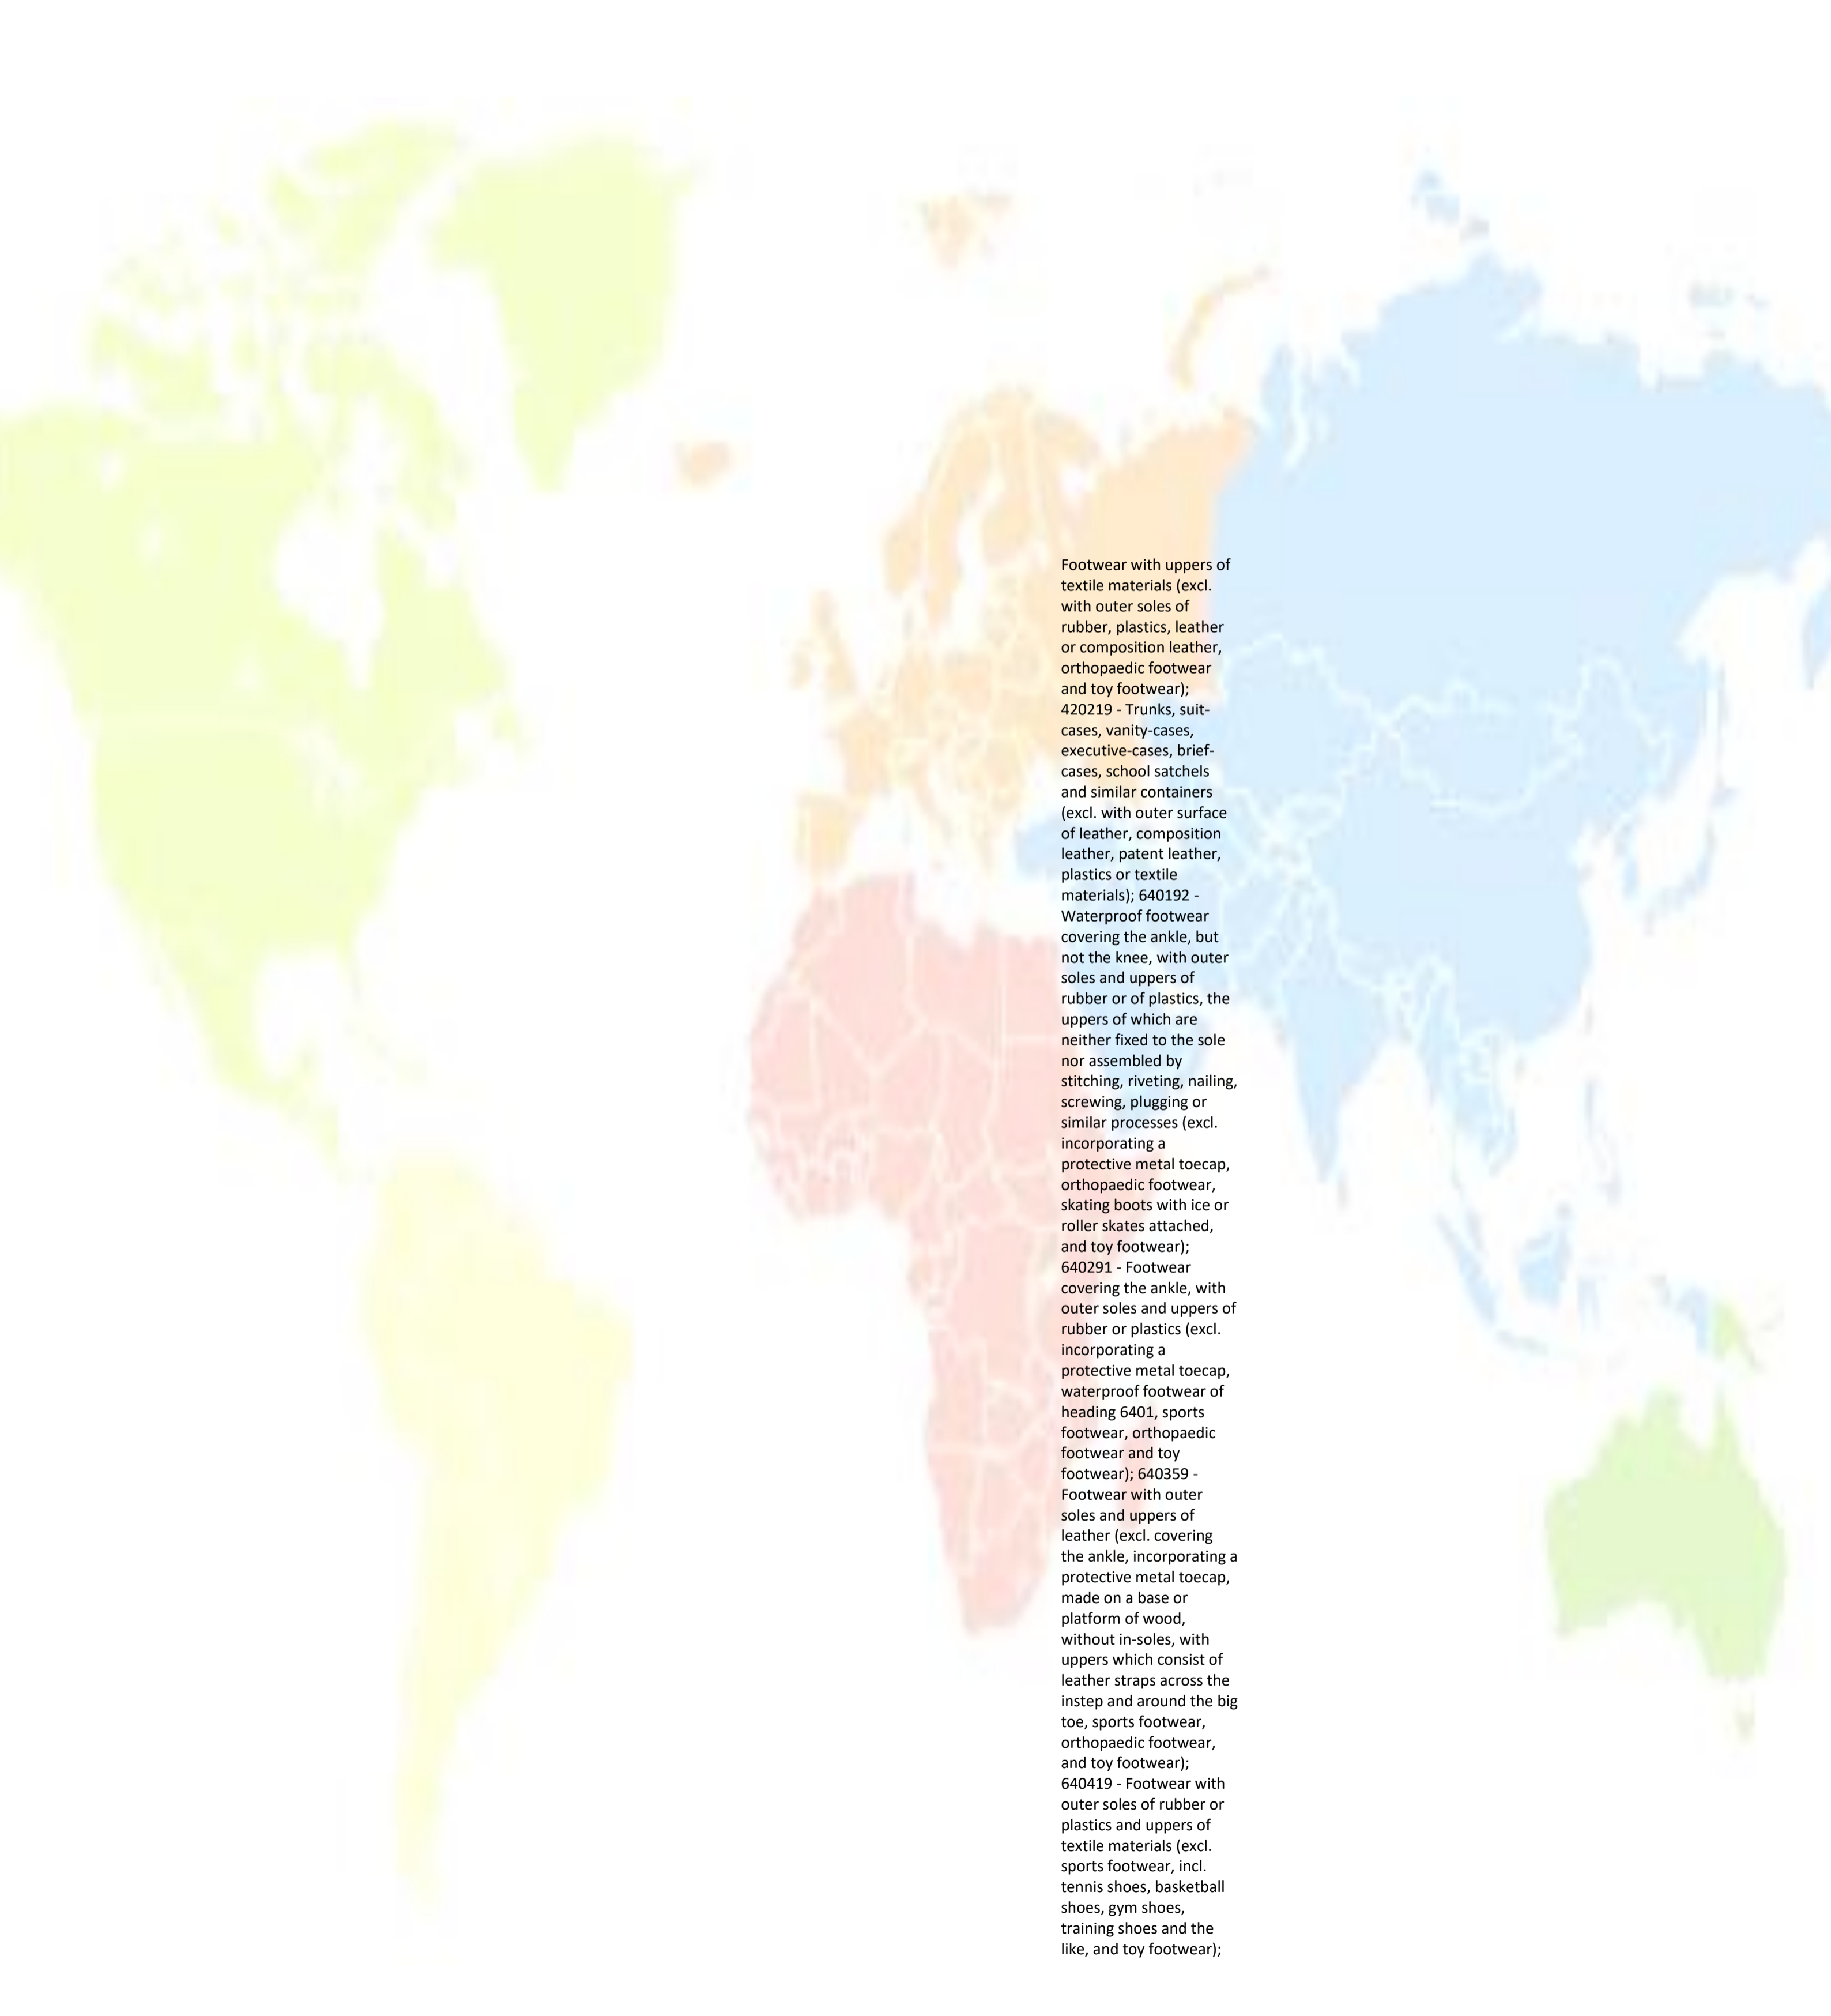 Footwear with uppers of
textile materials (excl.
with outer soles of
rubber, plastics, leather
or composition leather,
orthopaedic footwear
and toy footwear);
420219 - Trunks, suit-
cases, vanity-cases,
executive-cases, brief-
cases, school satchels
and similar containers
(excl. with outer surface
of leather, composition
leather, patent leather,
plastics or textile
materials); 640192 -
Waterproof footwear
covering the ankle, but
not the knee, with outer
soles and uppers of
rubber or of plastics, the
uppers of which are
neither fixed to the sole
nor assembled by
stitching, riveting, nailing,
screwing, plugging or
similar processes (excl.
incorporating a
protective metal toecap,
orthopaedic footwear,
skating boots with ice or
roller skates attached,
and toy footwear);
640291 - Footwear
covering the ankle, with
outer soles and uppers of
rubber or plastics (excl.
incorporating a
protective metal toecap,
waterproof footwear of
heading 6401, sports
footwear, orthopaedic
footwear and toy
footwear); 640359 -
Footwear with outer
soles and uppers of
leather (excl. covering
the ankle, incorporating a
protective metal toecap,
made on a base or
platform of wood,
without in-soles, with
uppers which consist of
leather straps across the
instep and around the big
toe, sports footwear,
orthopaedic footwear,
and toy footwear);
640419 - Footwear with
outer soles of rubber or
plastics and uppers of
textile materials (excl.
sports footwear, incl.
tennis shoes, basketball
shoes, gym shoes,
training shoes and the
like, and toy footwear);